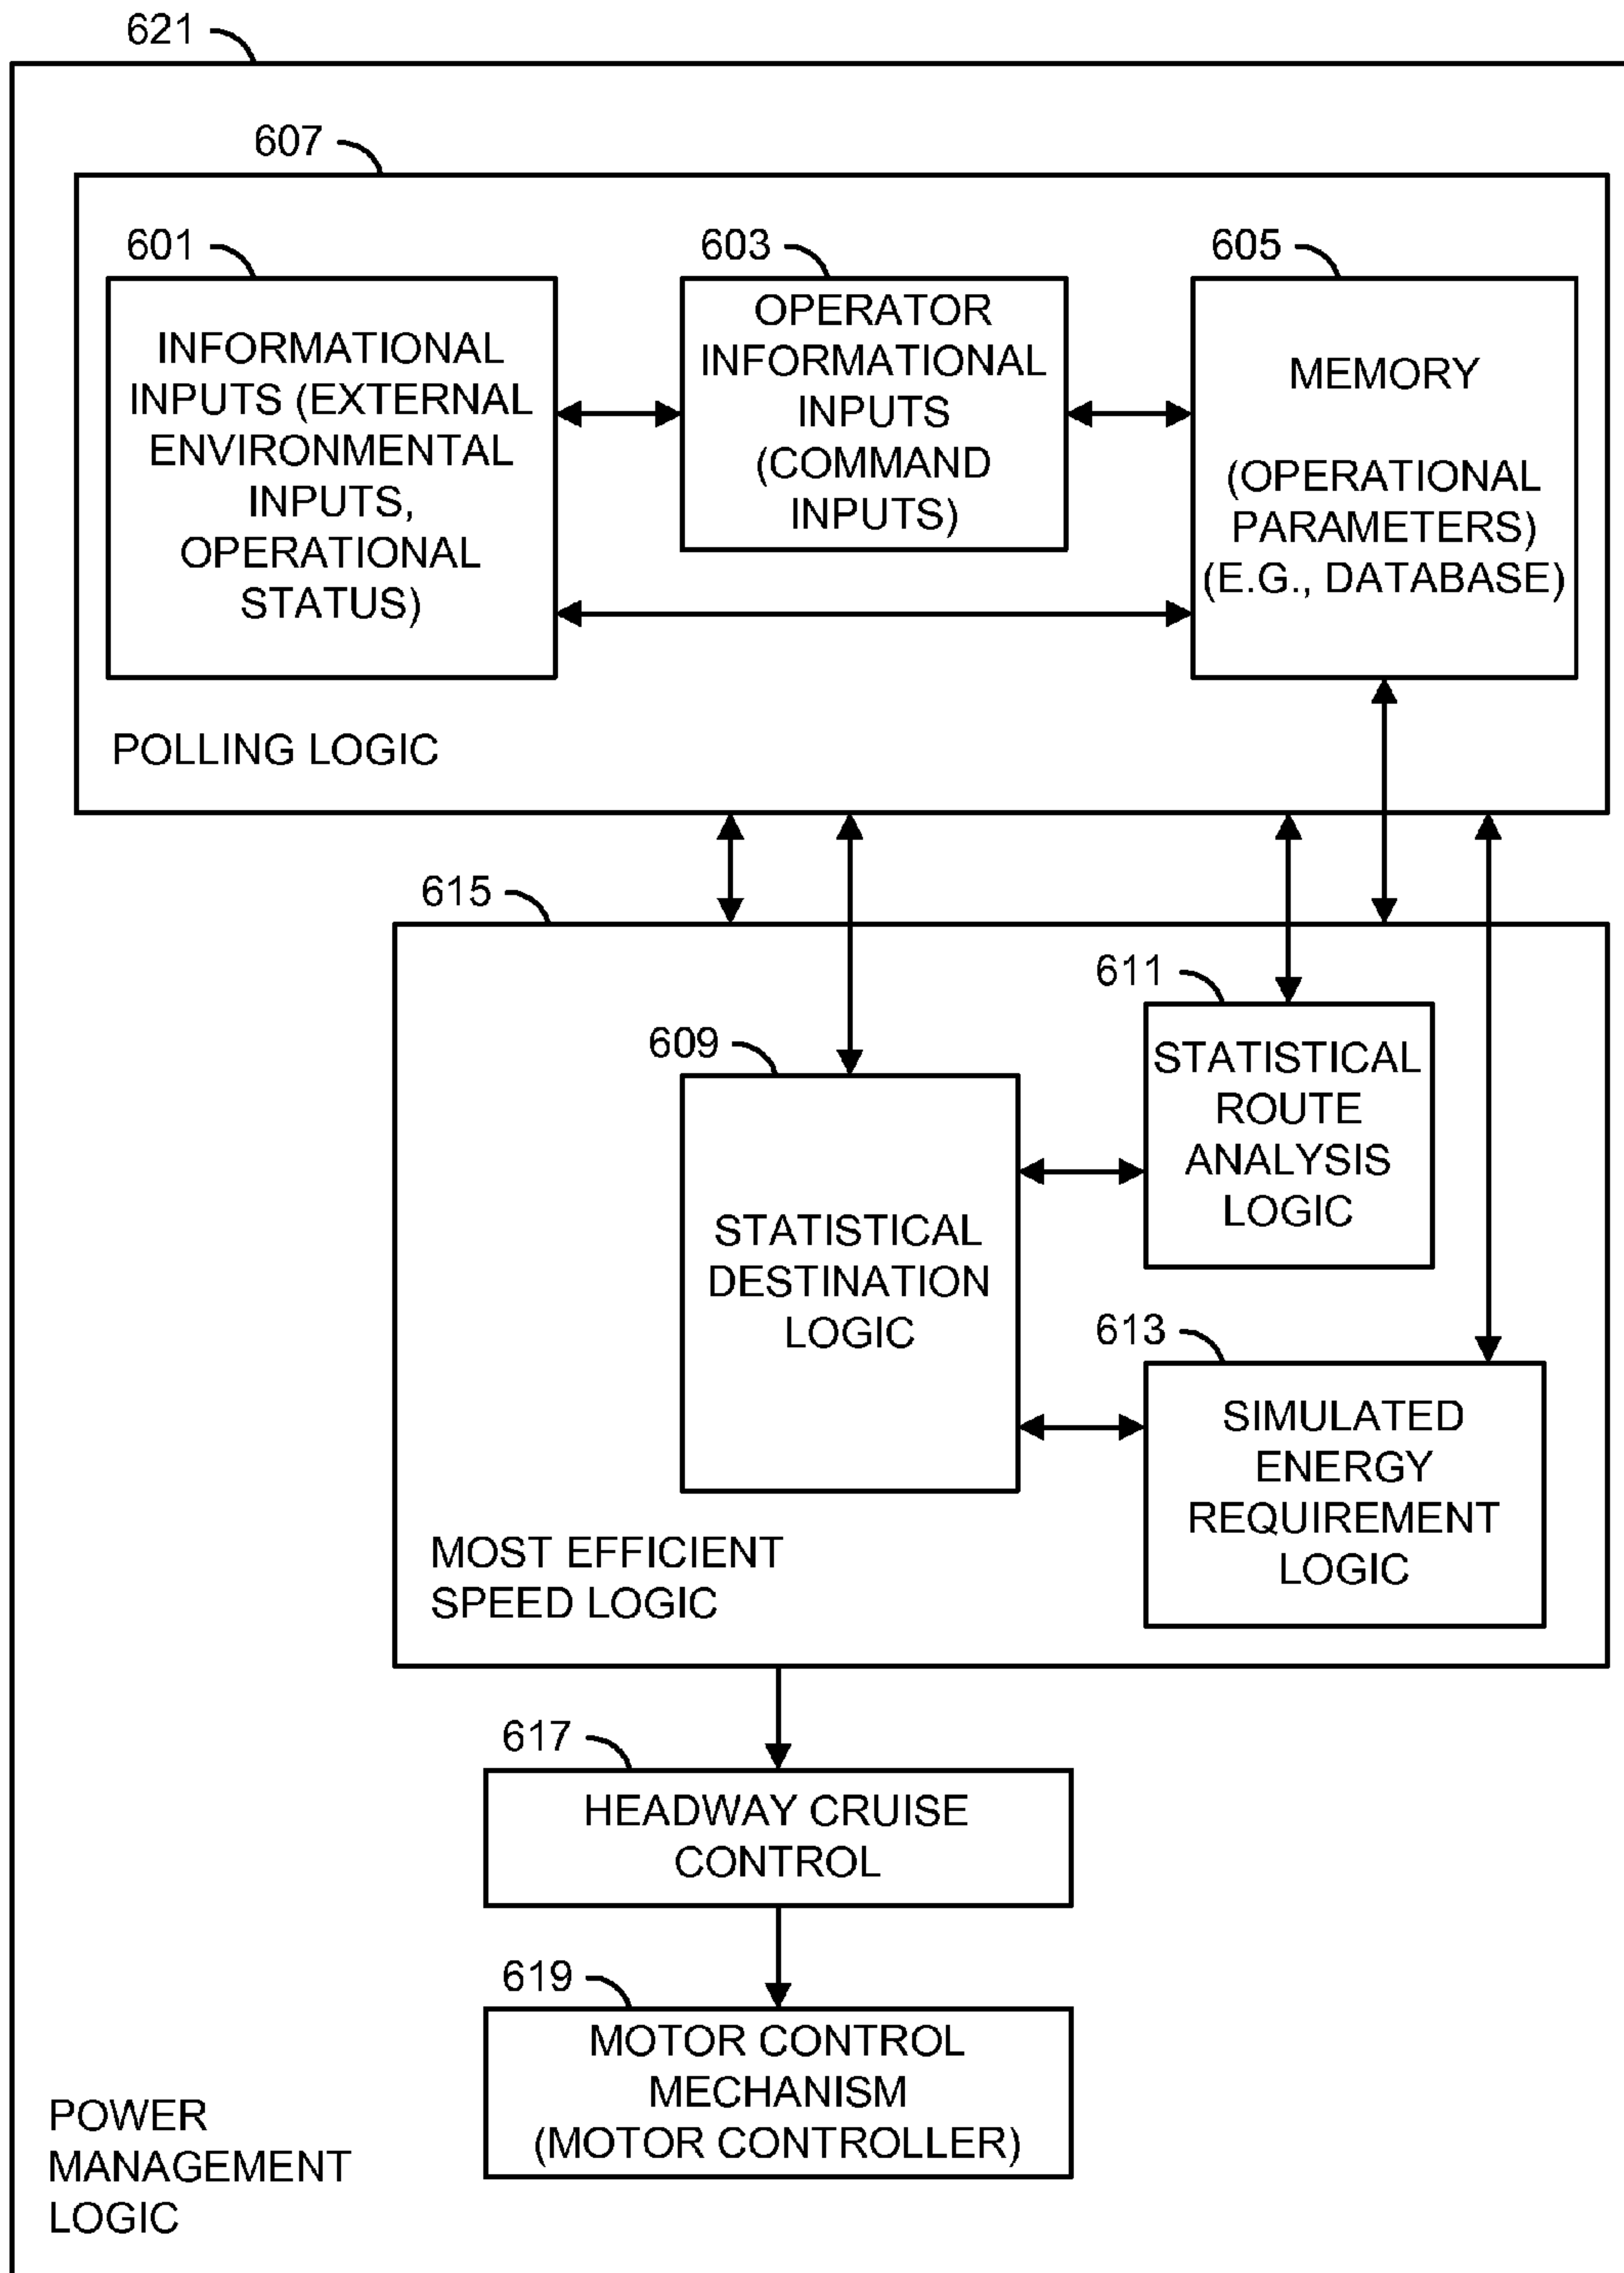 621
607
601
603
605
INFORMATIONAL
INPUTS (EXTERNAL
ENVIRONMENTAL
INPUTS,
OPERATIONAL
STATUS)
OPERATOR
INFORMATIONAL
INPUTS
(COMMAND
INPUTS)
MEMORY
(OPERATIONAL
PARAMETERS)
(E.G., DATABASE)
POLLING LOGIC
615
611
609
STATISTICAL
ROUTE
ANALYSIS
LOGIC
STATISTICAL
DESTINATION
LOGIC
613
SIMULATED
ENERGY
REQUIREMENT
LOGIC
MOST EFFICIENT
SPEED LOGIC
617
HEADWAY CRUISE
CONTROL
619
MOTOR CONTROL
MECHANISM
(MOTOR CONTROLLER)
POWER
MANAGEMENT
LOGIC